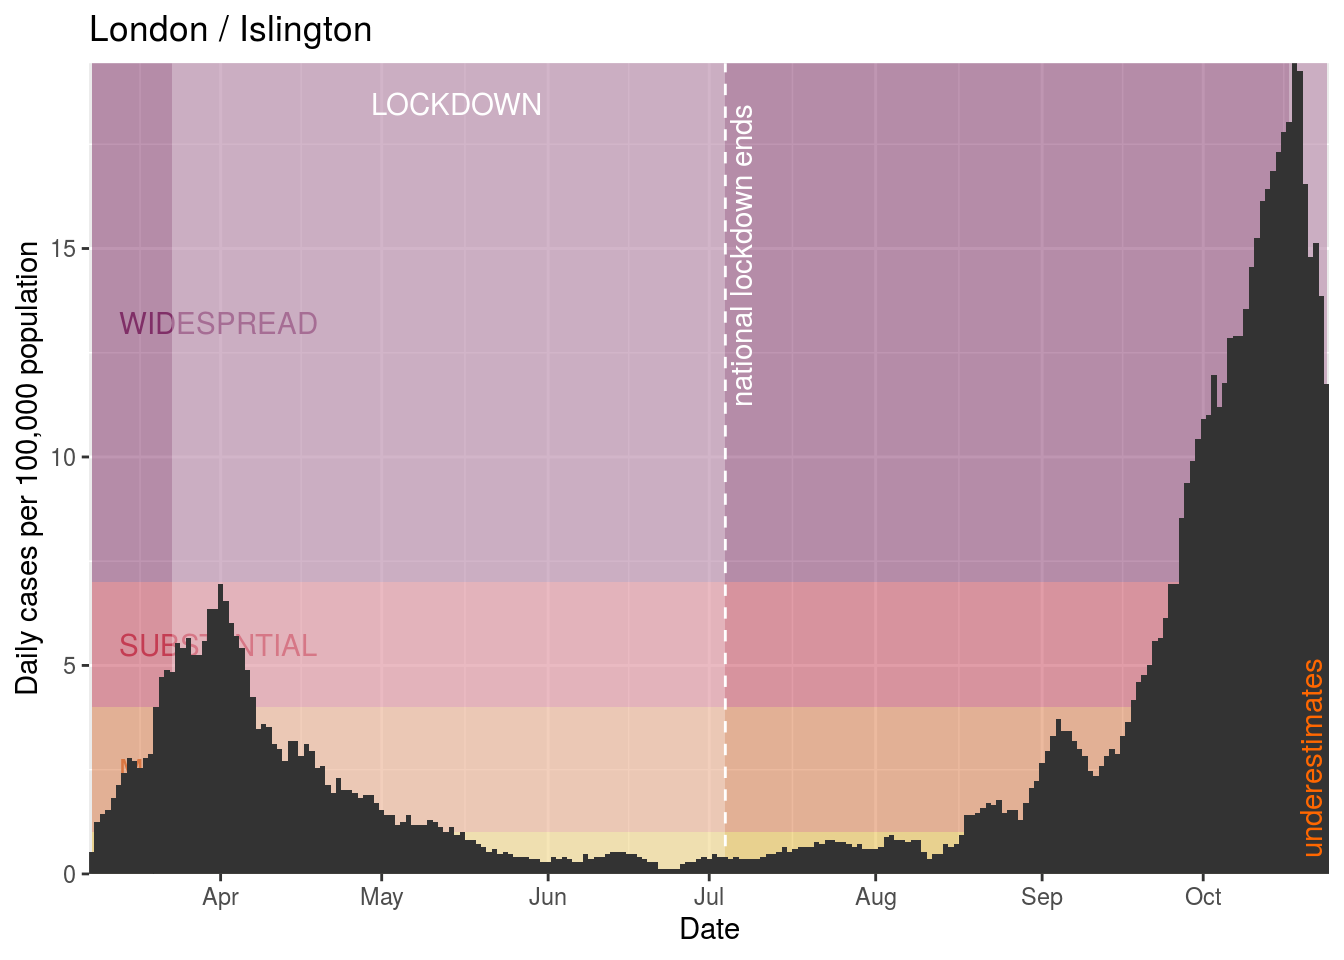 London / Islington
LOCKDOWN
national lockdown ends
WIDESPREAD
SUBSTANTIAL
underestimates
Daily cases per 100,000 population
15
10
5
0
Apr
May
Jun
Jul
Aug
Sep
Oct
Date